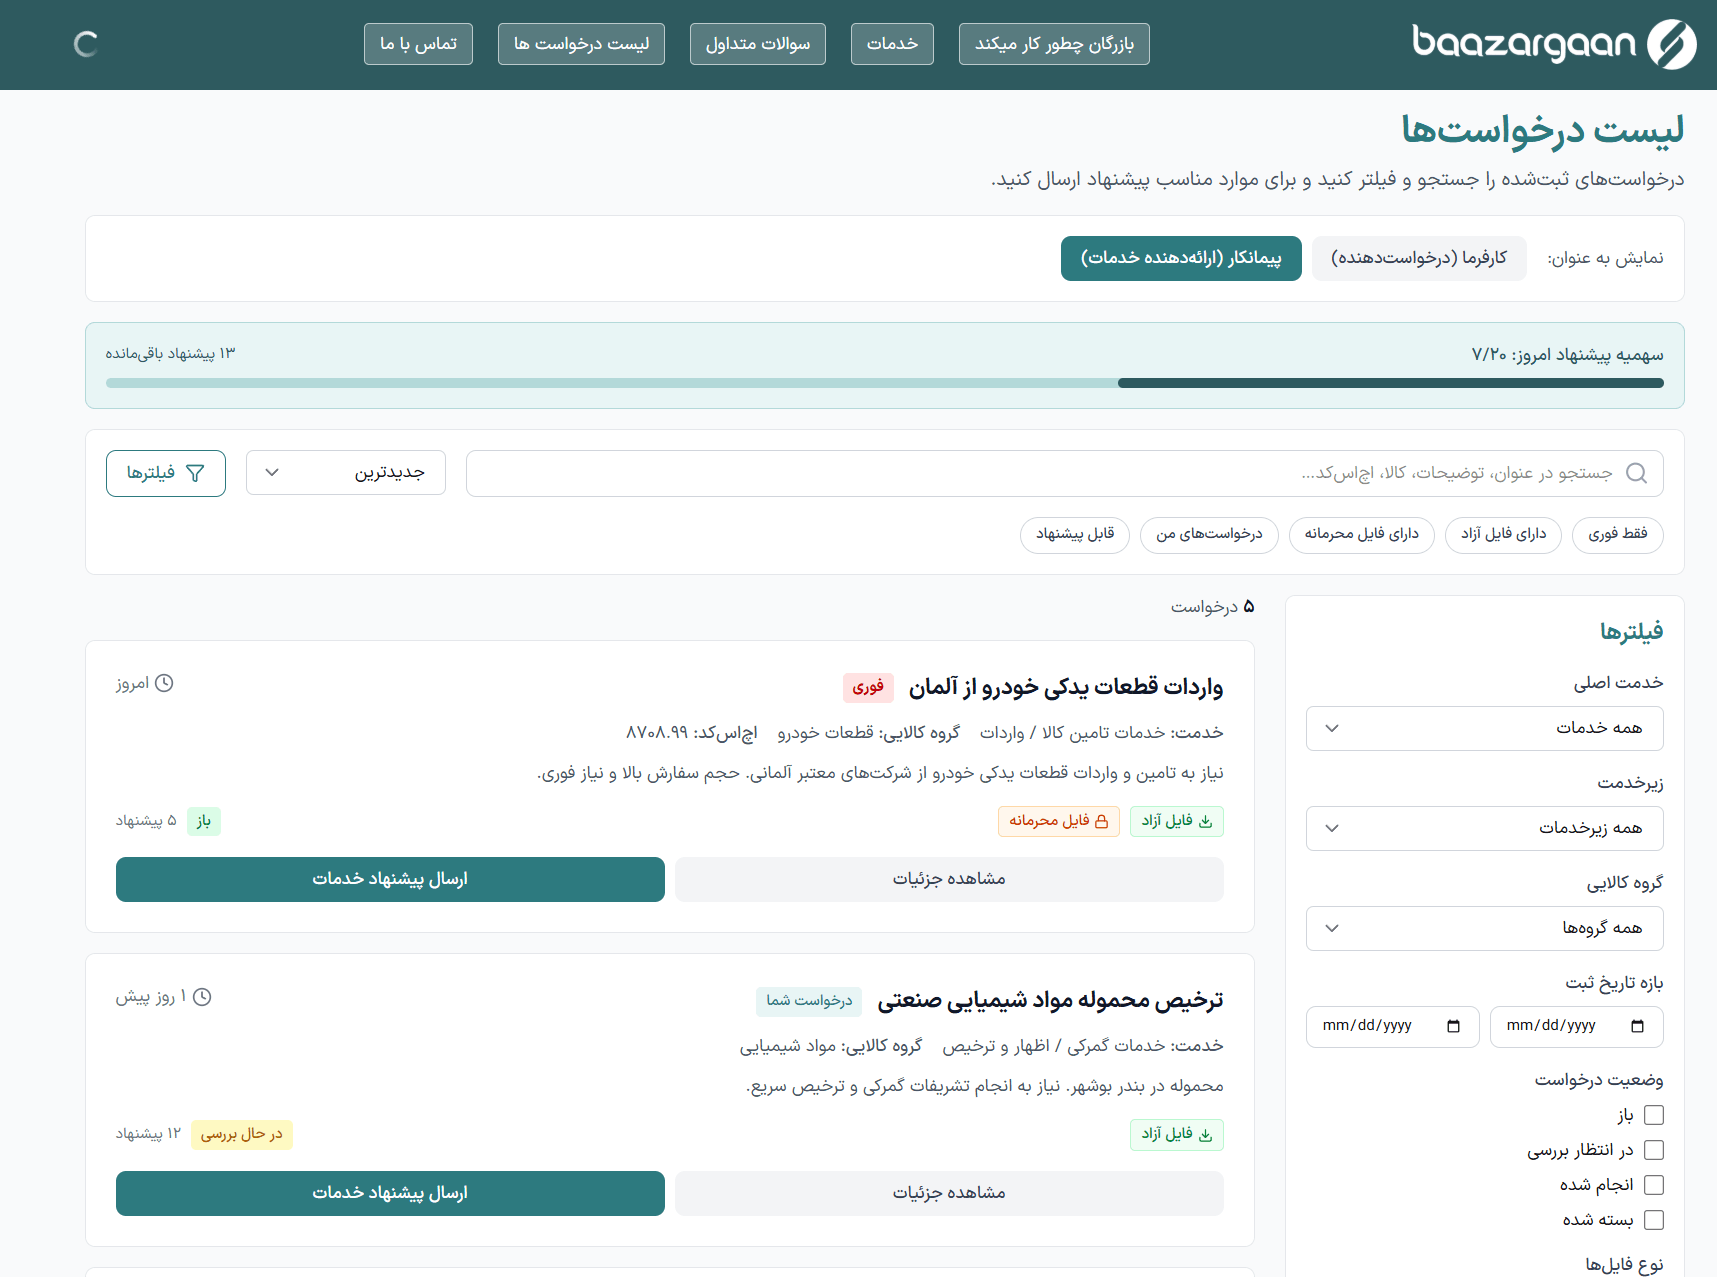 baazargaan
بازرگان چطور کار میکند
خدمات
سوالات متداول
لیست درخواست ها
تماس با ما
لیست درخواست‌ها
درخواست‌های ثبت‌شده را جستجو و فیلتر کنید و برای موارد مناسب پیشنهاد ارسال کنید.
نمایش به عنوان:
کارفرما (درخواست‌دهنده)
پیمانکار (ارائه‌دهنده خدمات)
سهمیه پیشنهاد امروز: ۷/۲۰
۱۳ پیشنهاد باقی‌مانده
جستجو در عنوان، توضیحات، کالا، اچ‌اس‌کد...
جدیدترین
فیلترها
فقط فوری
دارای فایل آزاد
دارای فایل محرمانه
درخواست‌های من
قابل پیشنهاد
فیلترها
خدمت اصلی
همه خدمات
زیرخدمت
همه زیرخدمات
گروه کالایی
همه گروه‌ها
بازه تاریخ ثبت
mm/dd/yyyy
mm/dd/yyyy
وضعیت درخواست
باز
در انتظار بررسی
انجام شده
بسته شده
نوع فایل‌ها
۵ درخواست
واردات قطعات یدکی خودرو از آلمان
فوری
امروز
خدمت: خدمات تامین کالا / واردات گروه کالایی: قطعات خودرو اچ‌اس‌کد: ۸۷۰۸.۹۹
نیاز به تامین و واردات قطعات یدکی خودرو از شرکت‌های معتبر آلمانی. حجم سفارش بالا و نیاز فوری.
فایل آزاد
فایل محرمانه
باز
۵ پیشنهاد
مشاهده جزئیات
ارسال پیشنهاد خدمات
ترخیص محموله مواد شیمیایی صنعتی
درخواست شما
۱ روز پیش
خدمت: خدمات گمرکی / اظهار و ترخیص گروه کالایی: مواد شیمیایی
محموله در بندر بوشهر. نیاز به انجام تشریفات گمرکی و ترخیص سریع.
فایل آزاد
در حال بررسی
۱۲ پیشنهاد
مشاهده جزئیات
ارسال پیشنهاد خدمات